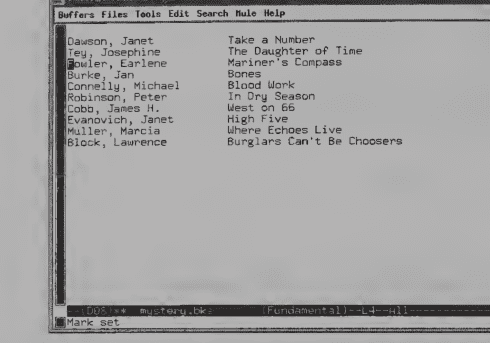 Buffers Files Tools Edit Search Mule Help
Dawson, Janet Take a Number
Tey, Josephine The Daughter of Time
Fowler, Earlene Mariner's Compass
Burke, Jan Bones
Connelly, Michael Blood Work
Robinson, Peter In Dry Season
Cobb, James H. West on 66
Evanovich, Janet High Five
Muller, Marcia Where Echoes Live
Block, Lawrence Burglars Can't Be Choosers
--(DOS)** mystery.bks (Fundamental)--L4--All----------
Mark set